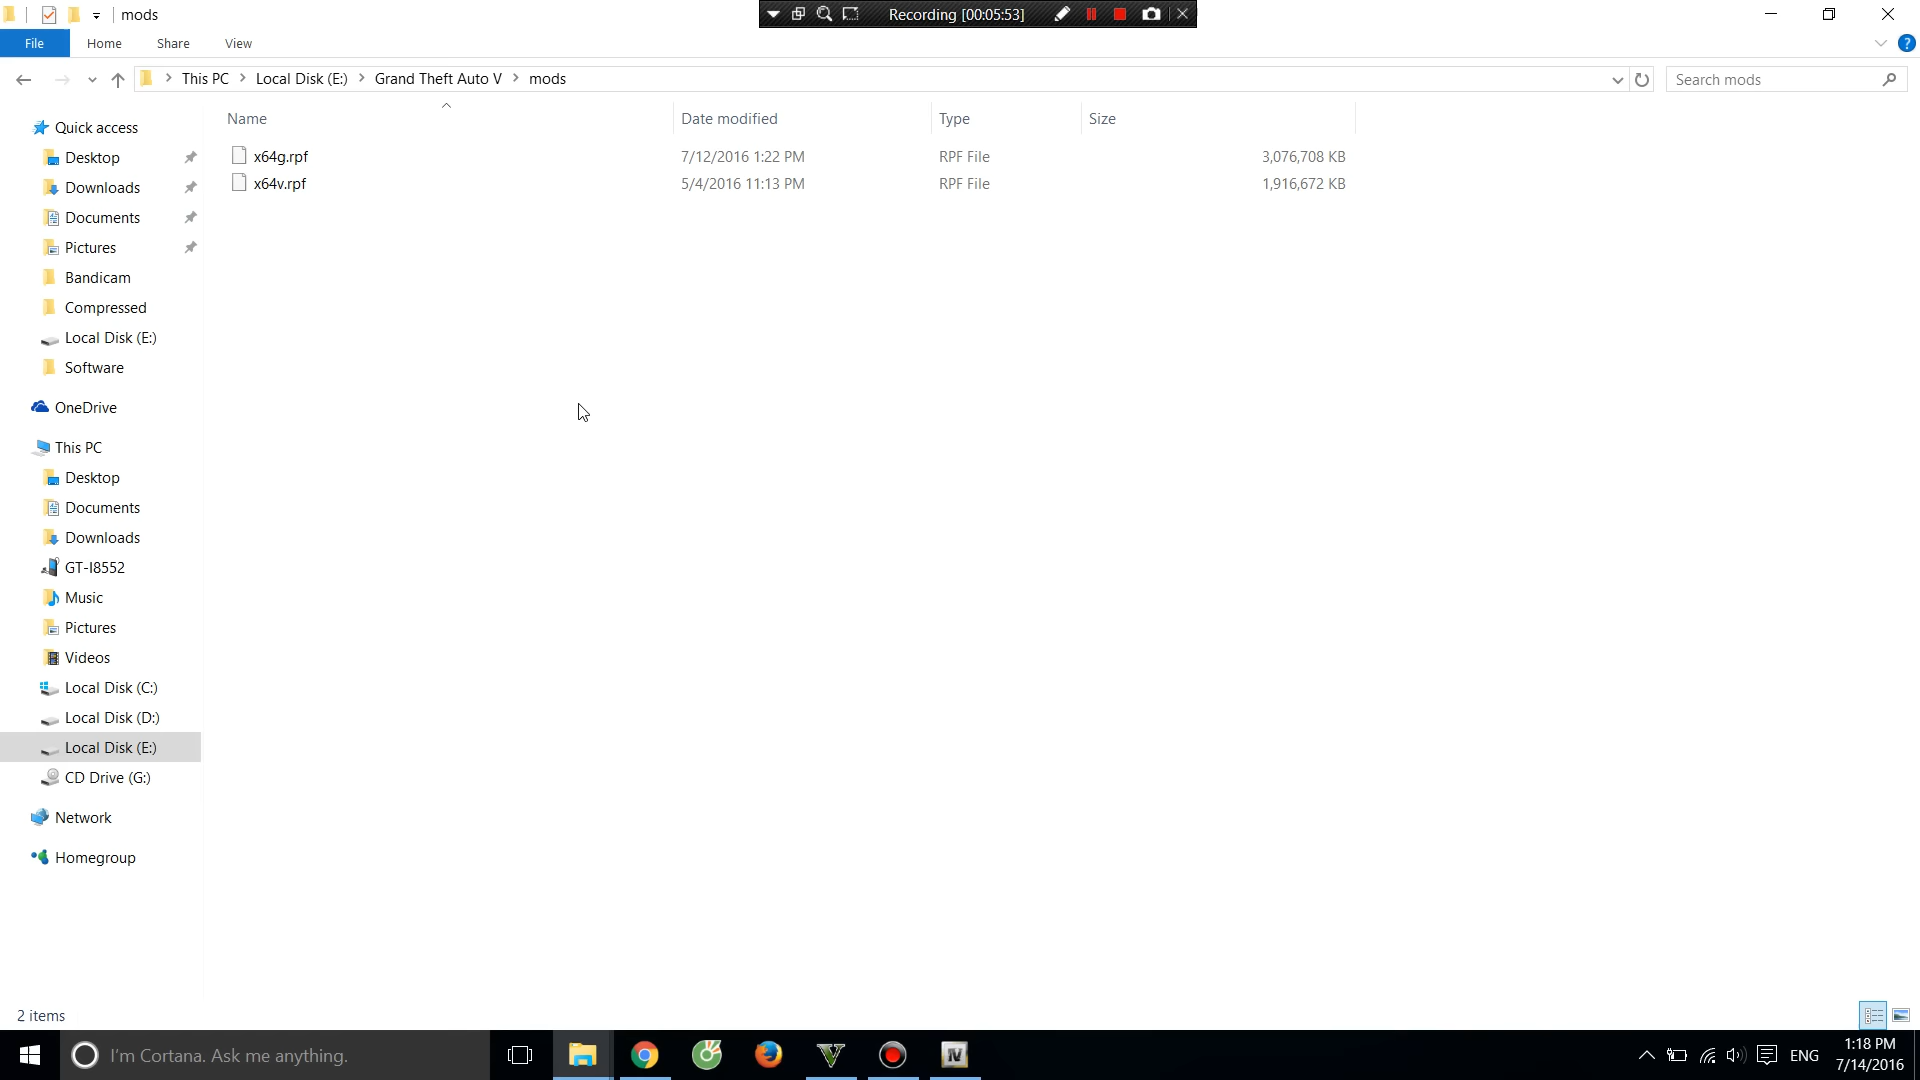 mods
Recording [00:05:53]
File Home Share View
This PC Local Disk (E:) Grand Theft Auto V mods
Search mods
Name Date modified Type Size
x64g.rpf 7/12/2016 1:22 PM RPF File 3,076,708 KB
x64v.rpf 5/4/2016 11:13 PM RPF File 1,916,672 KB
Quick access
Desktop
Downloads
Documents
Pictures
Bandicam
Compressed
Local Disk (E:)
Software
OneDrive
This PC
Desktop
Documents
Downloads
GT-I8552
Music
Pictures
Videos
Local Disk (C:)
Local Disk (D:)
Local Disk (E:)
CD Drive (G:)
Network
Homegroup
2 items
I'm Cortana. Ask me anything.
ENG
1:18 PM
7/14/2016